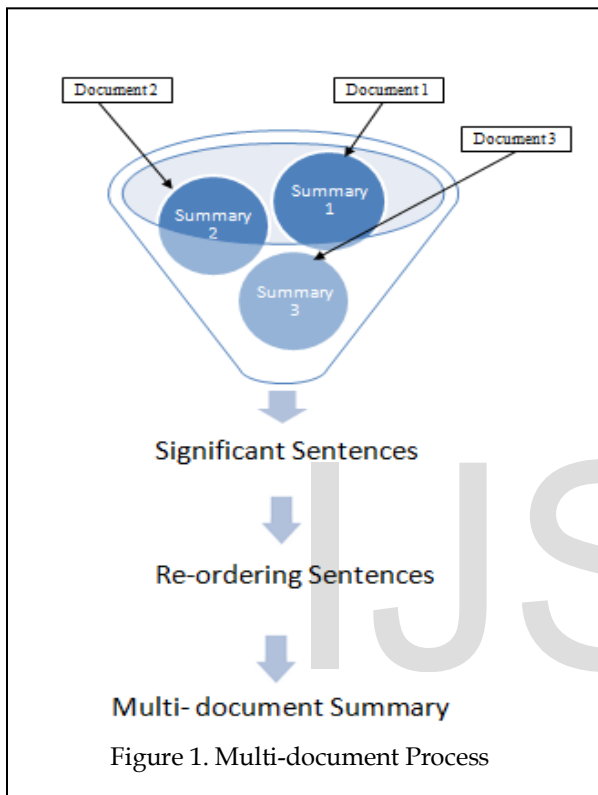 Document 2
Document 1
Document 3
Summary
1
Summary
2
Summary
3
Significant Sentences
Re-ordering Sentences
Multi- document Summary
Figure 1. Multi-document Process
IJS